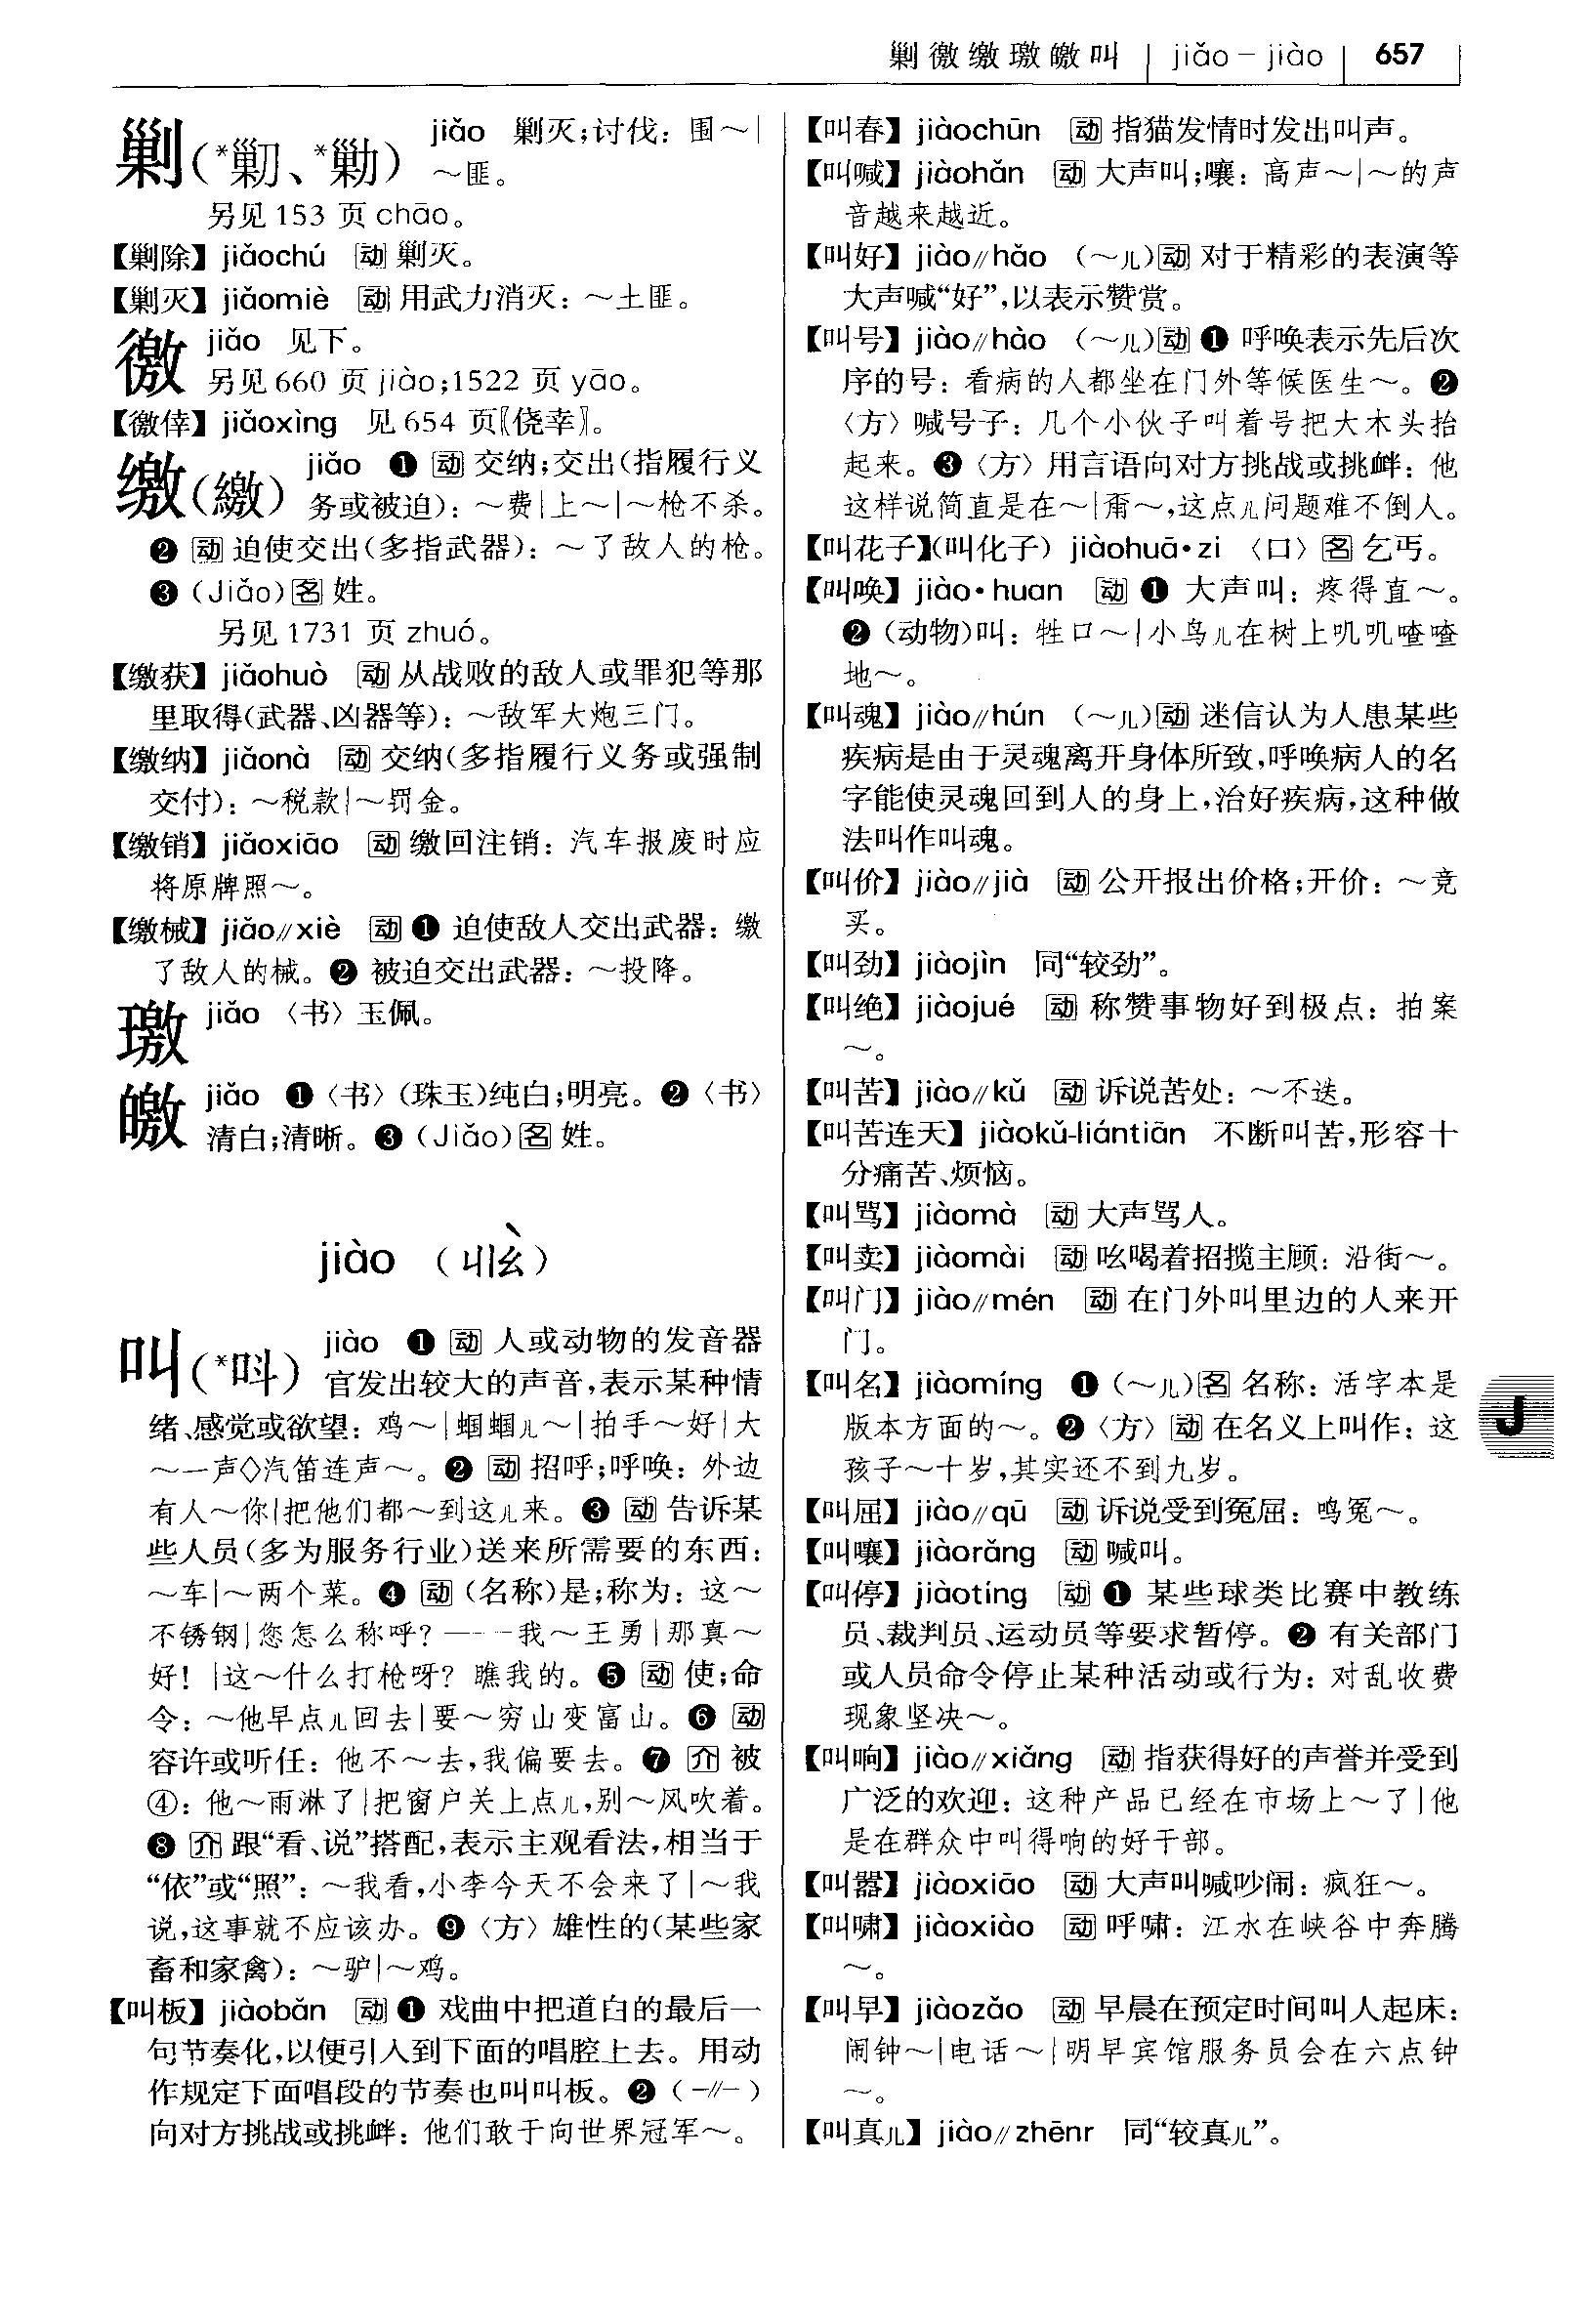 剿徼缴璬皦叫 | jiǎo－jiào | 657
剿(*剿、*勦) jiǎo 剿灭;讨伐：围～|
～匪。
另见 153 页 chāo。
【剿除】jiǎochú 动 剿灭。
【剿灭】jiǎomiè 动 用武力消灭：～土匪。
徼 jiǎo 见下。
另见 660 页 jiào;1522 页 yāo。
【徼倖】jiǎoxìng 见 654 页〖侥幸〗。
缴(繳) jiǎo ❶ 动 交纳;交出(指履行义
务或被迫)：～费|上～|～枪不杀。
❷ 动 迫使交出(多指武器)：～了敌人的枪。
❸ (Jiǎo)名 姓。
另见 1731 页 zhuó。
【缴获】jiǎohuò 动 从战败的敌人或罪犯等那
里取得(武器、凶器等)：～敌军大炮三门。
【缴纳】jiǎonà 动 交纳(多指履行义务或强制
交付)：～税款|～罚金。
【缴销】jiǎoxiāo 动 缴回注销：汽车报废时应
将原牌照～。
【缴械】jiǎo//xiè 动 ❶ 迫使敌人交出武器：缴
了敌人的械。❷ 被迫交出武器：～投降。
璬 jiǎo 〈书〉玉佩。
皦 jiǎo ❶〈书〉(珠玉)纯白;明亮。❷〈书〉
清白;清晰。❸ (Jiǎo)名 姓。
jiào （ㄐㄧㄠˋ）
叫(*呌) jiào ❶ 动 人或动物的发音器
官发出较大的声音,表示某种情
绪、感觉或欲望：鸡～|蝈蝈儿～|拍手～好|大
～一声◇汽笛连声～。❷ 动 招呼;呼唤：外边
有人～你|把他们都～到这儿来。❸ 动 告诉某
些人员(多为服务行业)送来所需要的东西：
～车|～两个菜。❹ 动 (名称)是;称为：这～
不锈钢|您怎么称呼？——我～王勇|那真～
好！|这～什么打枪呀？瞧我的。❺ 动 使;命
令：～他早点儿回去|要～穷山变富山。❻ 动
容许或听任：他不～去,我偏要去。❼ 介 被
④：他～雨淋了|把窗户关上点儿,别～风吹着。
❽ 介 跟“看、说”搭配,表示主观看法,相当于
“依”或“照”：～我看,小李今天不会来了|～我
说,这事就不应该办。❾〈方〉雄性的(某些家
畜和家禽)：～驴|～鸡。
【叫板】jiàobǎn 动 ❶ 戏曲中把道白的最后一
句节奏化,以便引入到下面的唱腔上去。用动
作规定下面唱段的节奏也叫叫板。❷（-//-）
向对方挑战或挑衅：他们敢于向世界冠军～。
【叫春】jiàochūn 动 指猫发情时发出叫声。
【叫喊】jiàohǎn 动 大声叫;嚷：高声～|～的声
音越来越近。
【叫好】jiào//hǎo （～儿)动 对于精彩的表演等
大声喊“好”,以表示赞赏。
【叫号】jiào//hào （～儿)动 ❶ 呼唤表示先后次
序的号：看病的人都坐在门外等候医生～。❷
〈方〉喊号子：几个小伙子叫着号把大木头抬
起来。❸〈方〉用言语向对方挑战或挑衅：他
这样说简直是在～|甭～,这点儿问题难不倒人。
【叫花子】(叫化子）jiàohuā·zi 〈口〉名 乞丐。
【叫唤】jiào·huan 动 ❶ 大声叫：疼得直～。
❷ (动物)叫：牲口～|小鸟儿在树上叽叽喳喳
地～。
【叫魂】jiào//hún （～儿)动 迷信认为人患某些
疾病是由于灵魂离开身体所致,呼唤病人的名
字能使灵魂回到人的身上,治好疾病,这种做
法叫作叫魂。
【叫价】jiào//jià 动 公开报出价格;开价：～竞
买。
【叫劲】jiàojìn 同“较劲”。
【叫绝】jiàojué 动 称赞事物好到极点：拍案
～。
【叫苦】jiào//kǔ 动 诉说苦处：～不迭。
【叫苦连天】jiàokǔ-liántiān 不断叫苦,形容十
分痛苦、烦恼。
【叫骂】jiàomà 动 大声骂人。
【叫卖】jiàomài 动 吆喝着招揽主顾：沿街～。
【叫门】jiào//mén 动 在门外叫里边的人来开
门。
【叫名】jiàomíng ❶ (～儿)名 名称：活字本是
版本方面的～。❷〈方〉动 在名义上叫作：这
孩子～十岁,其实还不到九岁。
【叫屈】jiào//qū 动 诉说受到冤屈：鸣冤～。
【叫嚷】jiàorǎng 动 喊叫。
【叫停】jiàotíng 动 ❶ 某些球类比赛中教练
员、裁判员、运动员等要求暂停。❷ 有关部门
或人员命令停止某种活动或行为：对乱收费
现象坚决～。
【叫响】jiào//xiǎng 动 指获得好的声誉并受到
广泛的欢迎：这种产品已经在市场上～了|他
是在群众中叫得响的好干部。
【叫嚣】jiàoxiāo 动 大声叫喊吵闹：疯狂～。
【叫啸】jiàoxiào 动 呼啸：江水在峡谷中奔腾
～。
【叫早】jiàozǎo 动 早晨在预定时间叫人起床：
闹钟～|电话～|明早宾馆服务员会在六点钟
～。
【叫真儿】jiào//zhēnr 同“较真儿”。
J